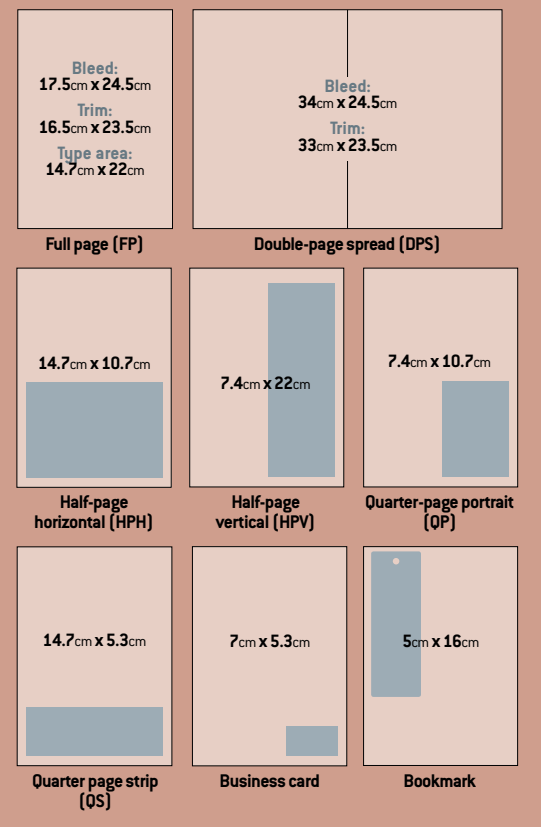 Bleed:
17.5cm x 24.5cm
Trim:
16.5cm x 23.5cm
Type area:
14.7cm x 22cm
Full page (FP)
Bleed:
34cm x 24.5cm
Trim:
33cm x 23.5cm
Double-page spread (DPS)
14.7cm x 10.7cm
Half-page
horizontal (HPH)
7.4cm x 22cm
Half-page
vertical (HPV)
7.4cm x 10.7cm
Quarter-page portrait
(QP)
14.7cm x 5.3cm
Quarter page strip
(QS)
7cm x 5.3cm
Business card
5cm x 16cm
Bookmark